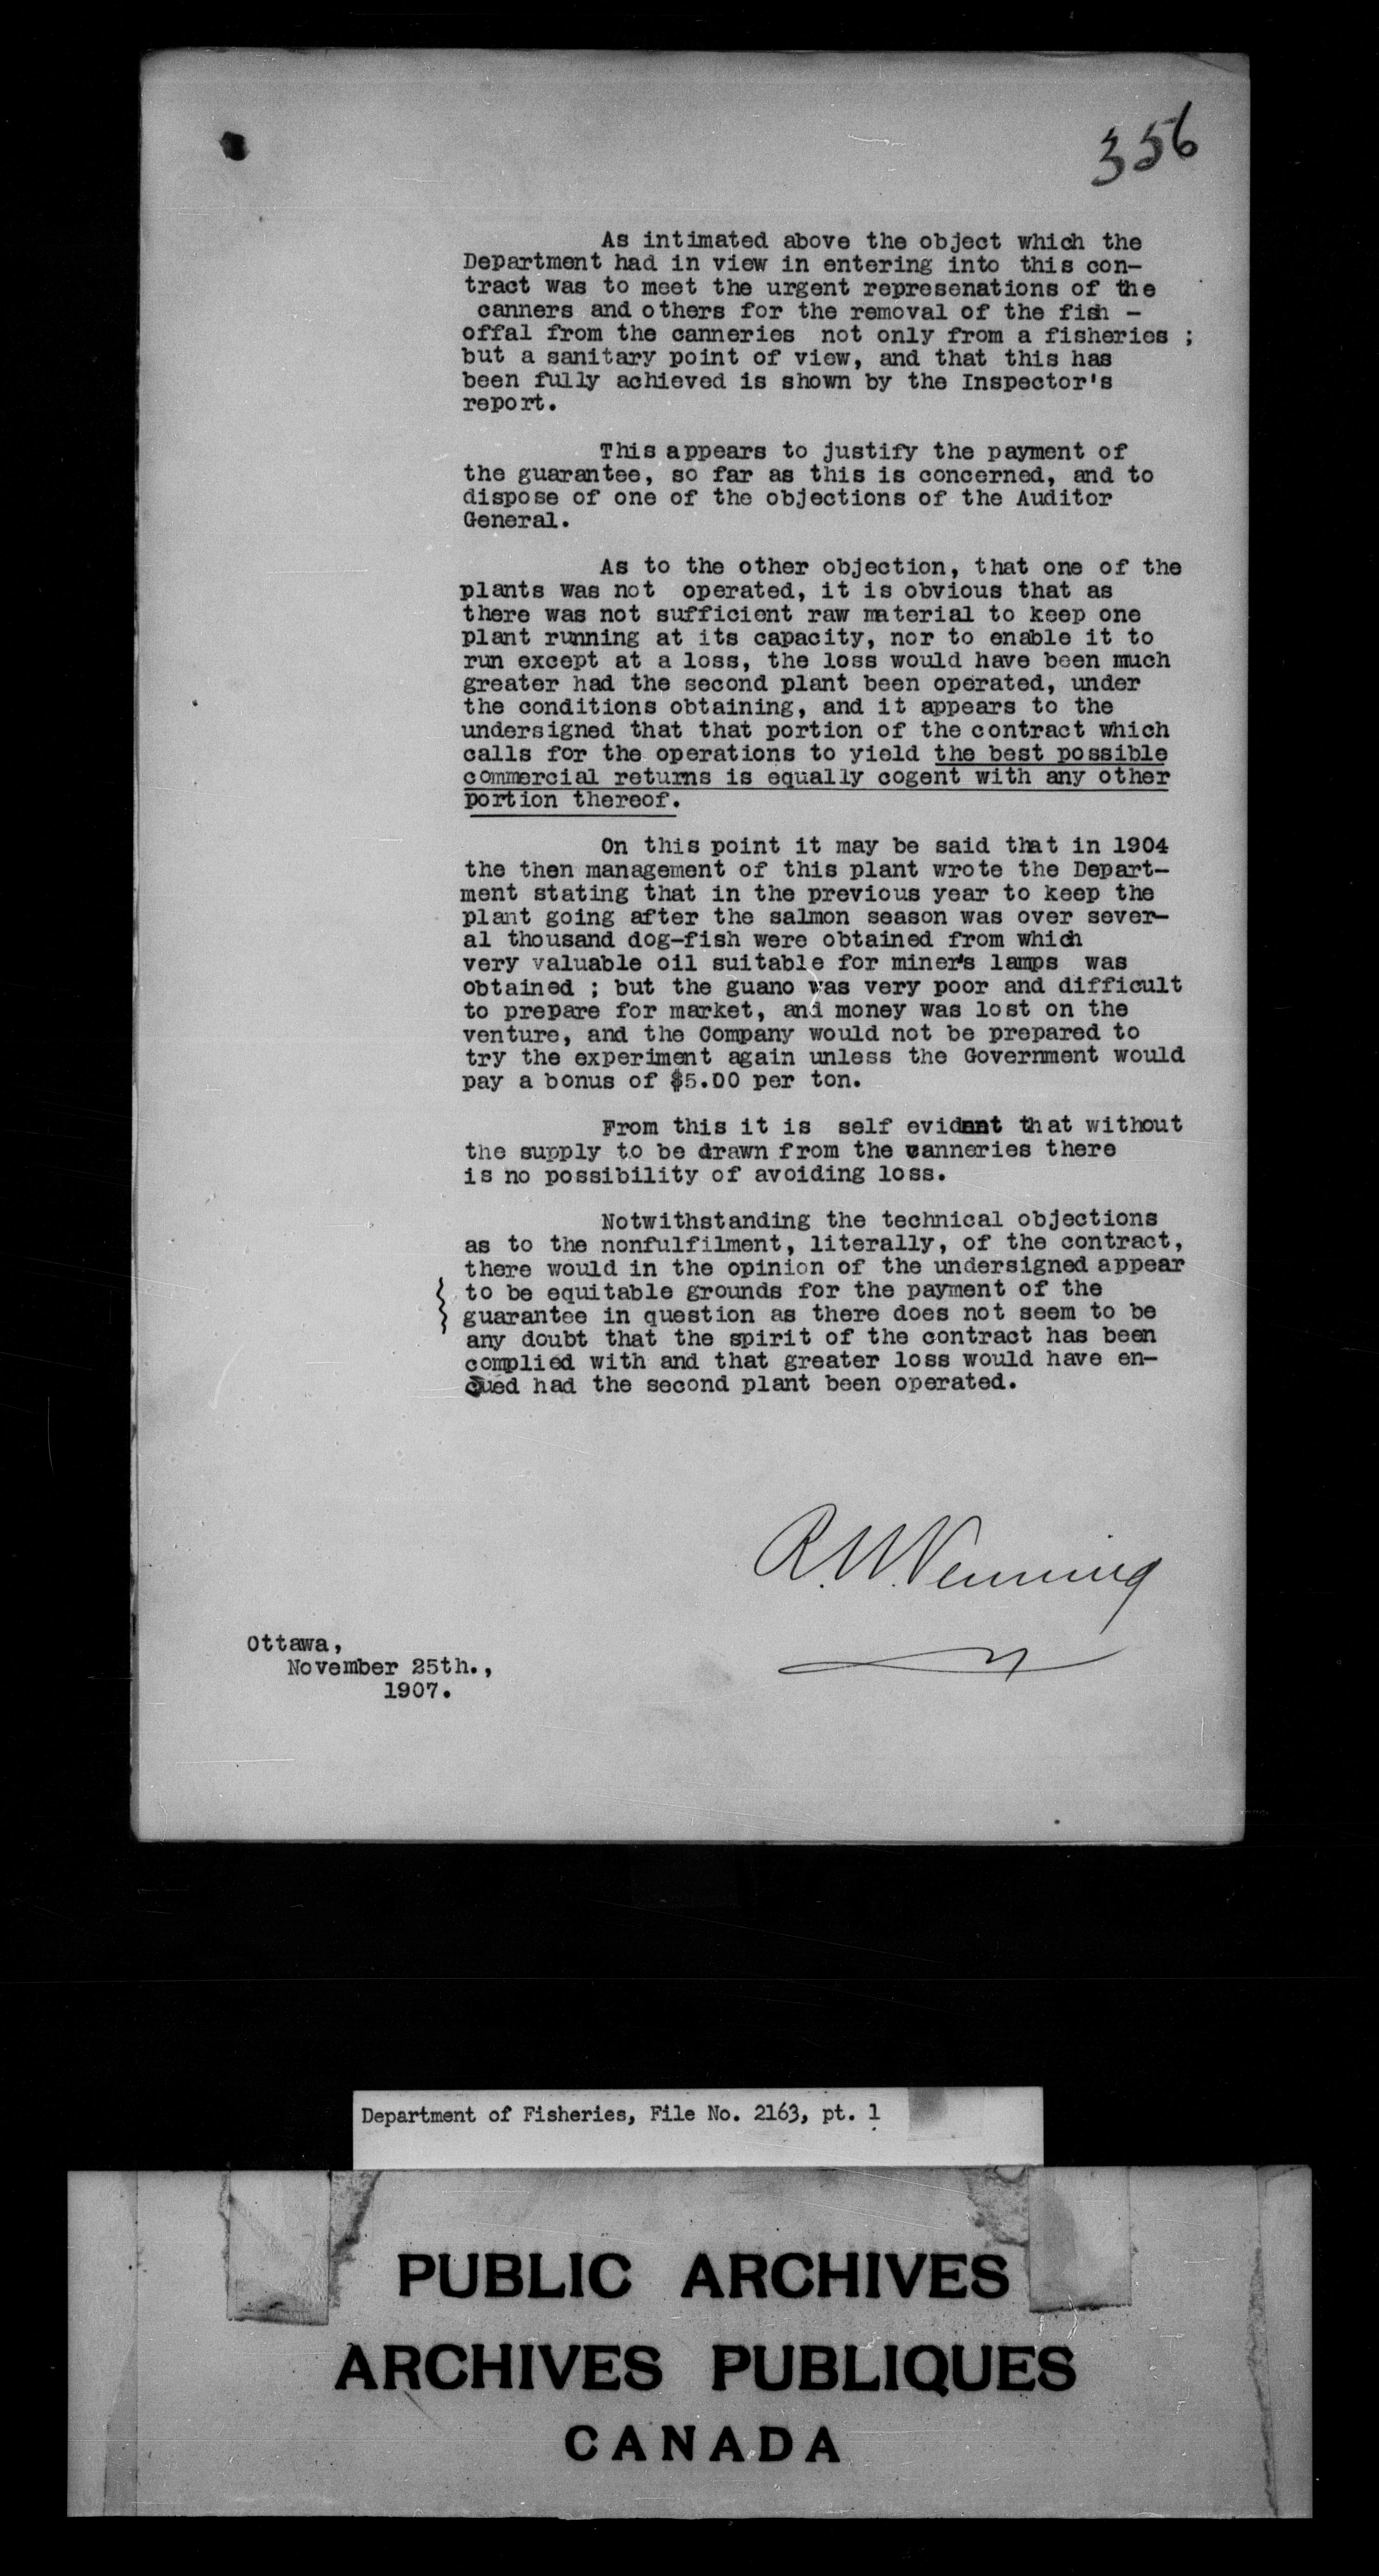 356
As intimated above the object which the
Department had in view in entering into this con-
tract was to meet the urgent represenations of the
canners and others for the removal of the fish -
offal from the canneries not only from a fisheries ;
but a sanitary point of view, and that this has
been fully achieved is shown by the Inspector's
report.
This appears to justify the payment of
the guarantee, so far as this is concerned, and to
dispose of one of the objections of the Auditor
General.
As to the other objection, that one of the
plants was not operated, it is obvious that as
there was not sufficient raw material to keep one
plant running at its capacity, nor to enable it to
run except at a loss, the loss would have been much
greater had the second plant been operated, under
the conditions obtaining, and it appears to the
undersigned that that portion of the contract which
calls for the operations to yield the best possible
commercial returns is equally cogent with any other
portion thereof.
On this point it may be said that in 1904
the then management of this plant wrote the Depart-
ment stating that in the previous year to keep the
plant going after the salmon season was over sever-
al thousand dog-fish were obtained from which
very valuable oil suitable for miner's lamps was
obtained ; but the guano was very poor and difficult
to prepare for market, and money was lost on the
venture, and the Company would not be prepared to
try the experiment again unless the Government would
pay a bonus of $5.00 per ton.
From this it is self evident that without
the supply to be drawn from the canneries there
is no possibility of avoiding loss.
Notwithstanding the technical objections
as to the nonfulfilment, literally, of the contract,
there would in the opinion of the undersigned appear
to be equitable grounds for the payment of the
guarantee in question as there does not seem to be
any doubt that the spirit of the contract has been
complied with and that greater loss would have en-
sued had the second plant been operated.
R.N.Venning
Ottawa,
November 25th.,
1907.
Department of Fisheries, File No. 2163, pt. 1
PUBLIC ARCHIVES
ARCHIVES PUBLIQUES
CANADA